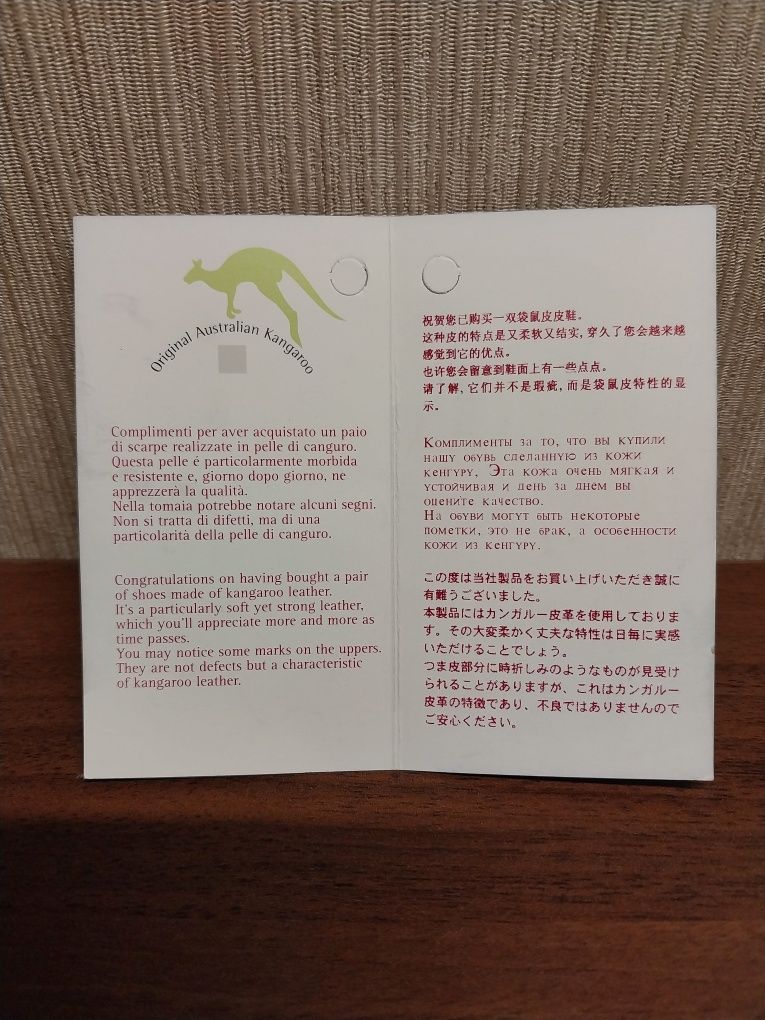 Original Australian Kangaroo
Complimenti per aver acquistato un paio
di scarpe realizzate in pelle di canguro.
Questa pelle é particolarmente morbida
e resistente e, giorno dopo giorno, ne
apprezzerà la qualità.
Nella tomaia potrebbe notare alcuni segni.
Non si tratta di difetti, ma di una
particolarità della pelle di canguro.
Congratulations on having bought a pair
of shoes made of kangaroo leather.
It's a particularly soft yet strong leather,
which you'll appreciate more and more as
time passes.
You may notice some marks on the uppers.
They are not defects but a characteristic
of kangaroo leather.
祝贺您已购买一双袋鼠皮皮鞋。
这种皮的特点是又柔软又结实,穿久了您会越来越
感觉到它的优点。
也许您会留意到鞋面上有一些点点。
请了解,它们并不是瑕疵,而是袋鼠皮特性的显
示。
Комплименты за то, что вы купили
нашу обувь сделанную из кожи
кенгуру, Эта кожа очень мягкая и
устойчивая и день за днем вы
оцените качество.
На обуви могут быть некоторые
пометки, это не брак, а особенности
кожи из кенгуру.
この度は当社製品をお買い上げいただき誠に
有難うございました。
本製品にはカンガルー皮革を使用しておりま
す。その大変柔かく丈夫な特性は日毎に実感
いただけることでしょう。
つま皮部分に時折しみのようなものが見受け
られることがありますが、これはカンガルー
皮革の特徴であり、不良ではありませんので
ご安心ください。